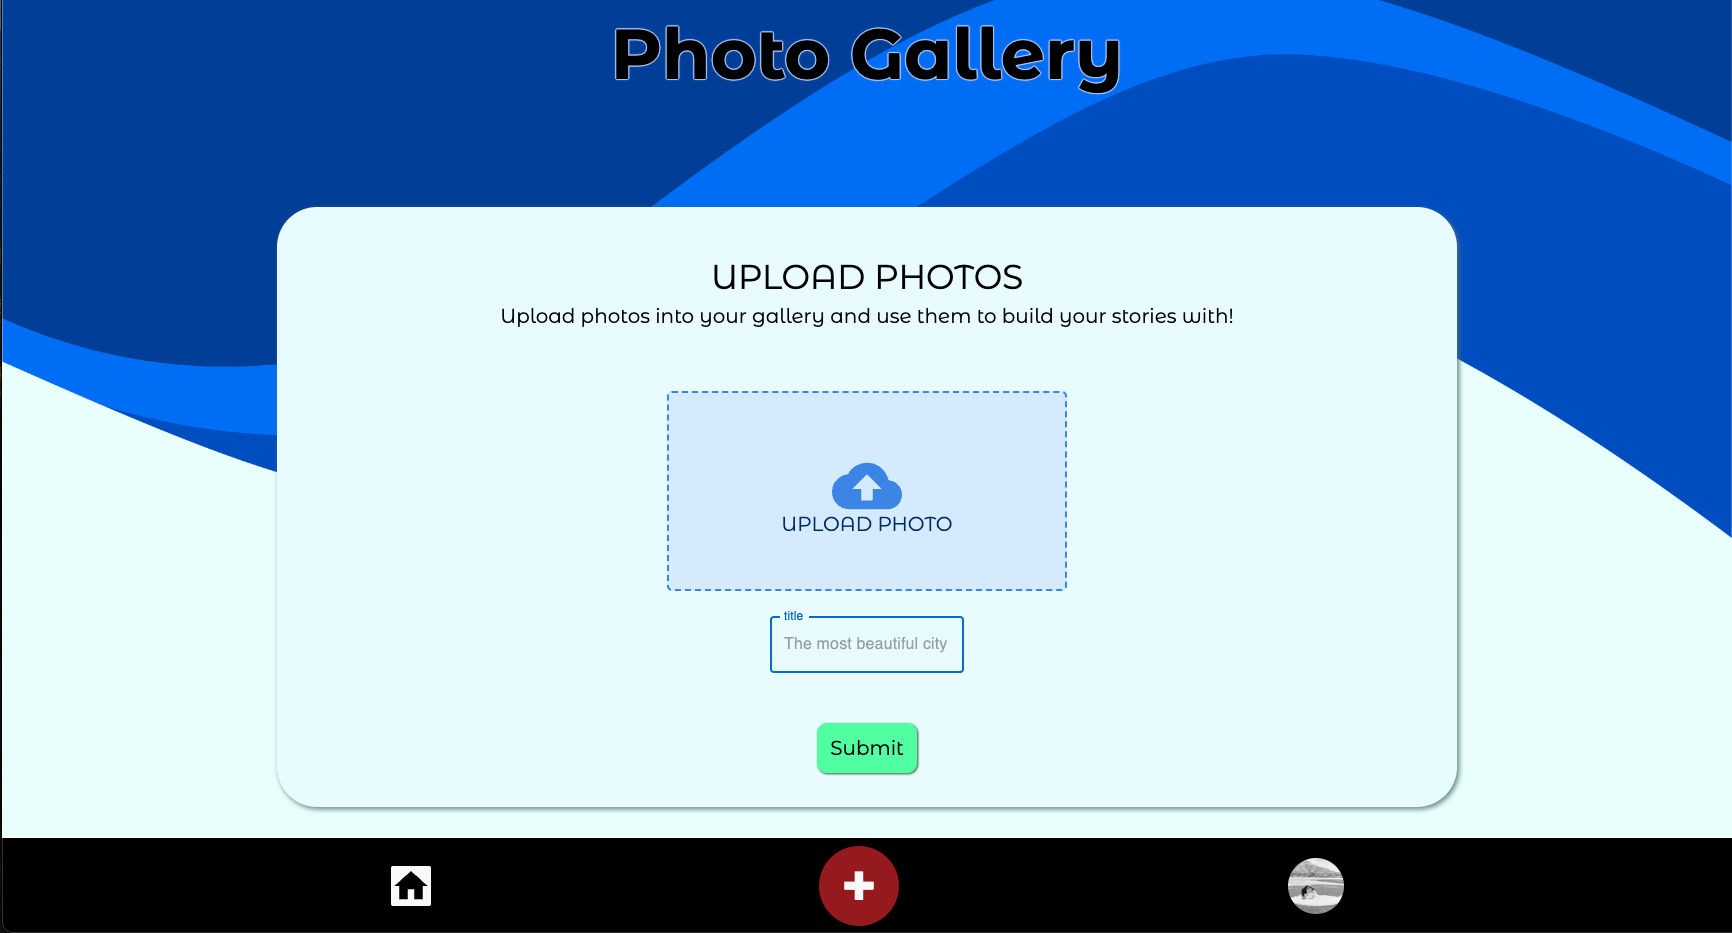 Photo Gallery
UPLOAD PHOTOS
Upload photos into your gallery and use them to build your stories with!
UPLOAD PHOTO
title
The most beautiful city
Submit